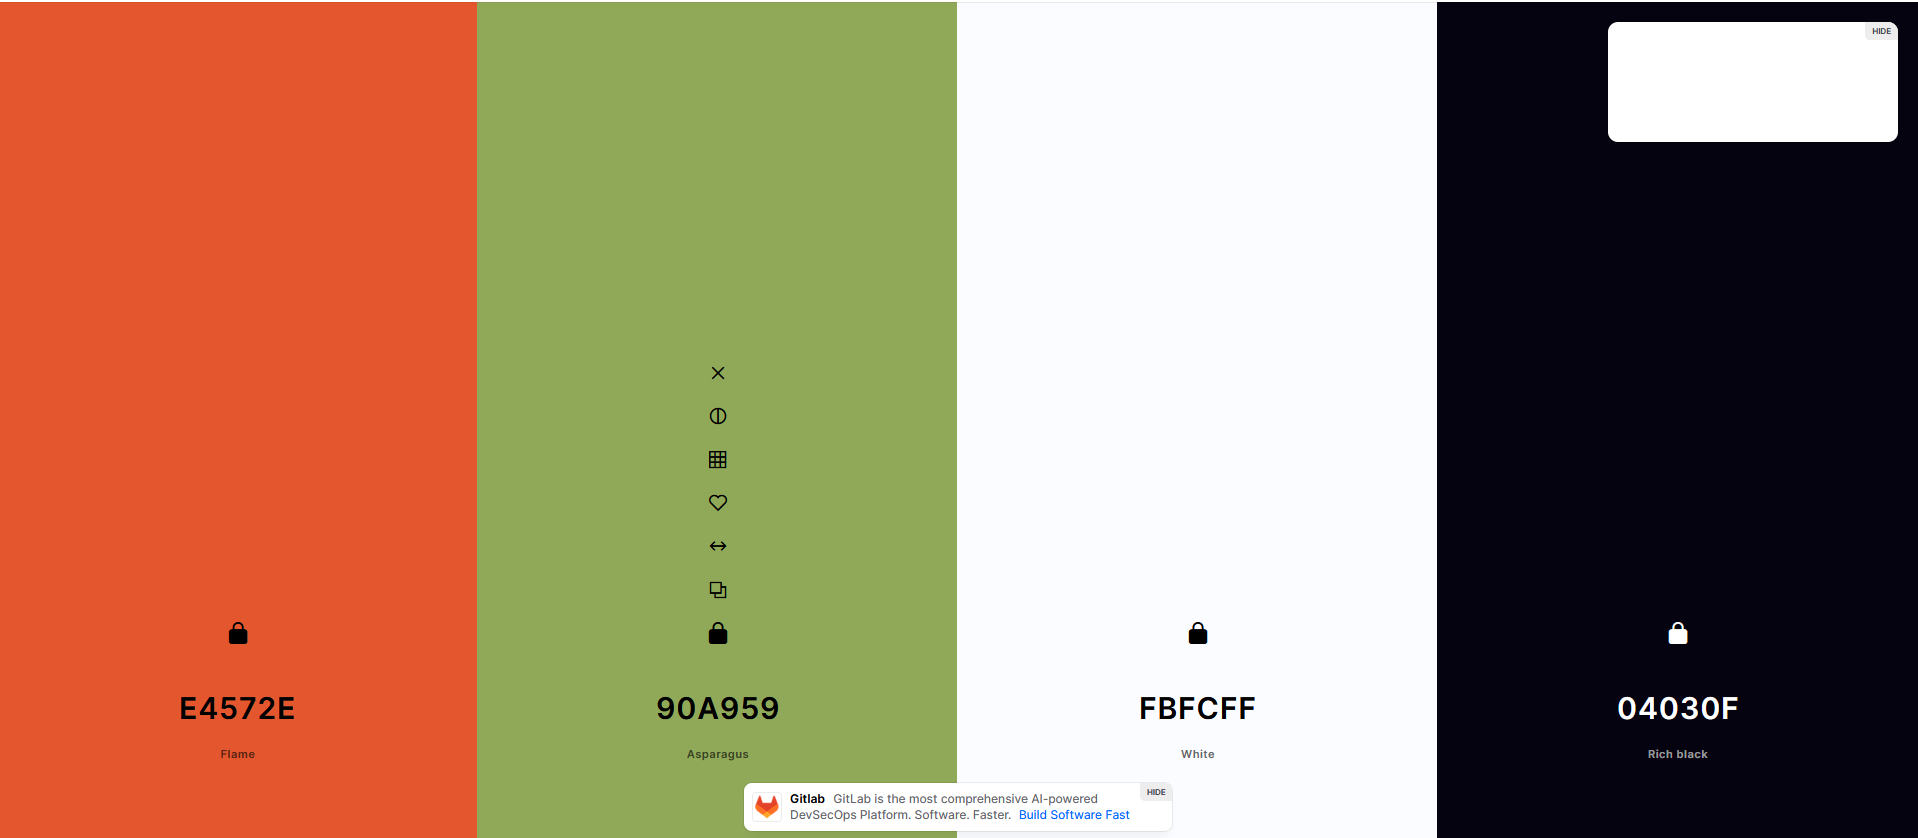 HIDE
E4572E
Flame
90A959
Asparagus
FBFCFF
White
04030F
Rich black
HIDE
Gitlab GitLab is the most comprehensive AI-powered
DevSecOps Platform. Software. Faster. Build Software Fast